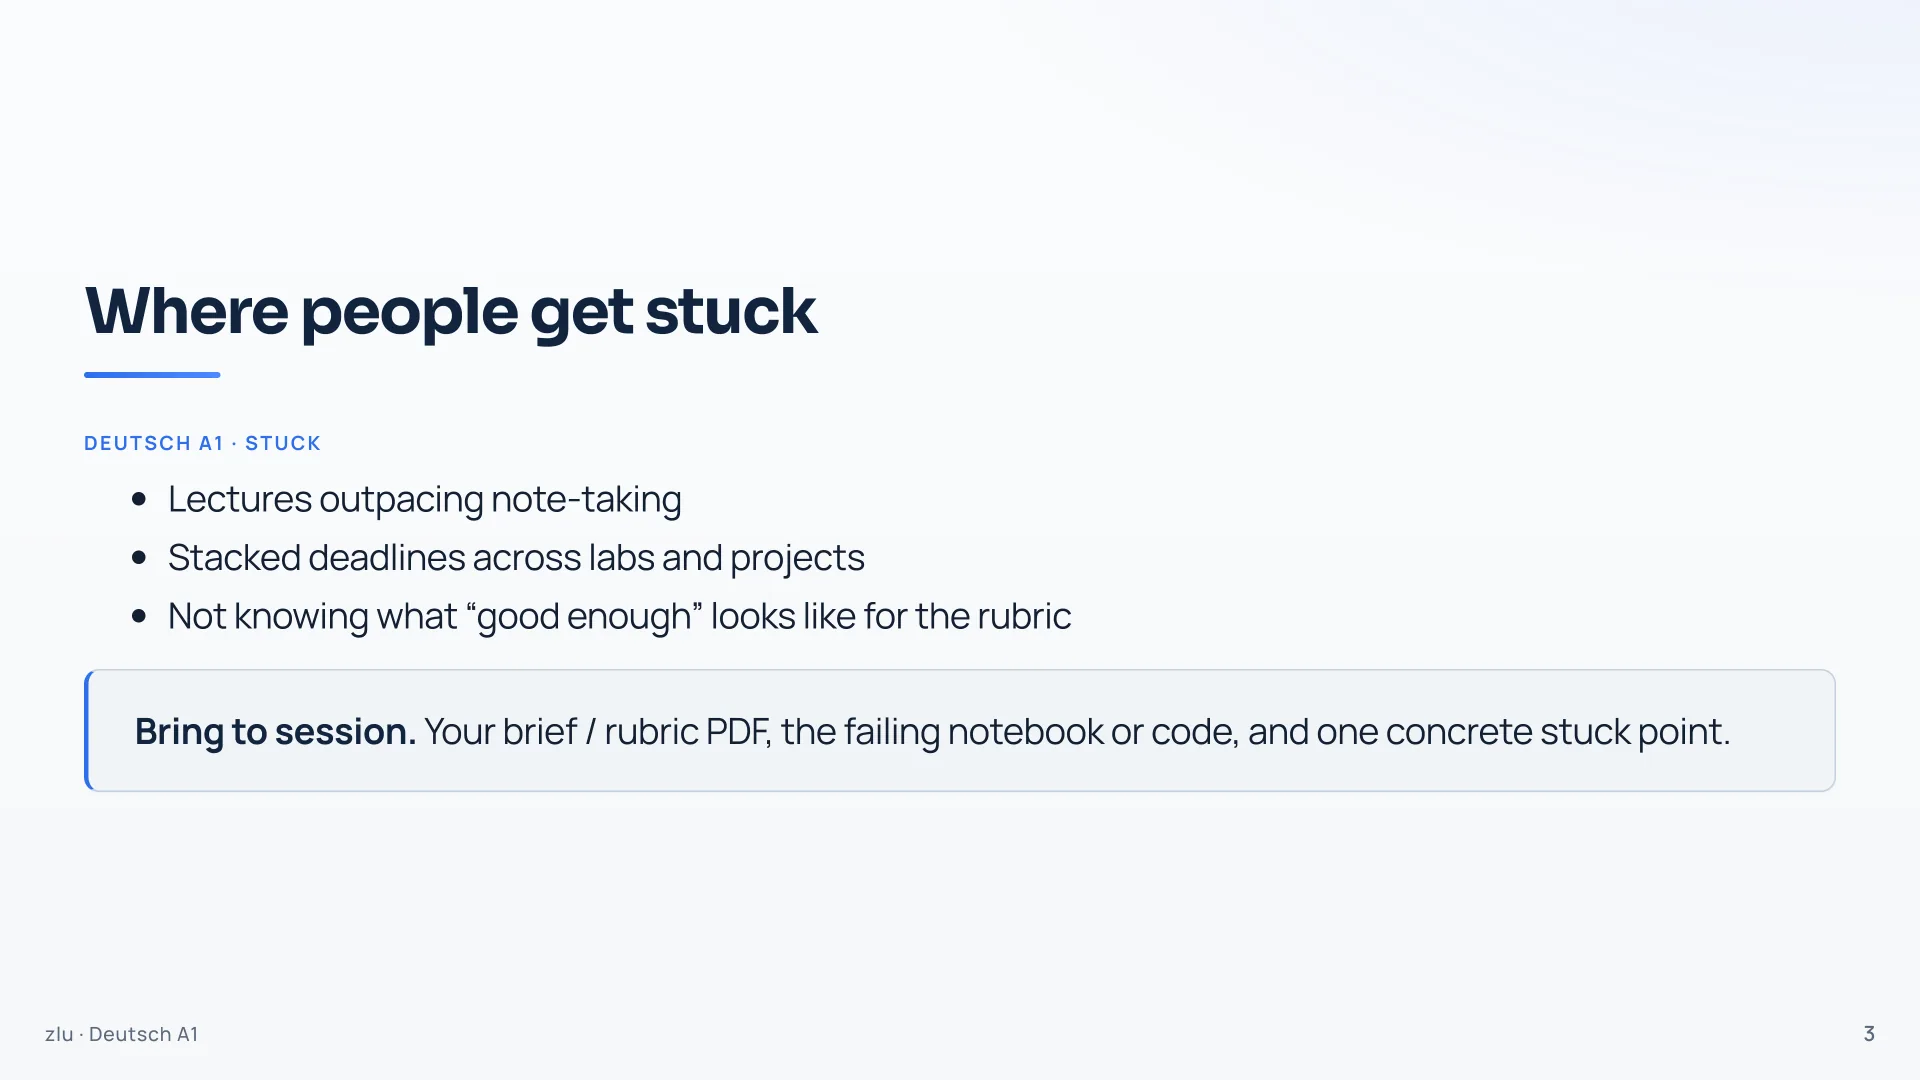 Where people get stuck
DEUTSCH A1 · STUCK
• Lectures outpacing note-taking
• Stacked deadlines across labs and projects
• Not knowing what “good enough” looks like for the rubric
Bring to session. Your brief / rubric PDF, the failing notebook or code, and one concrete stuck point.
zlu · Deutsch A1
3